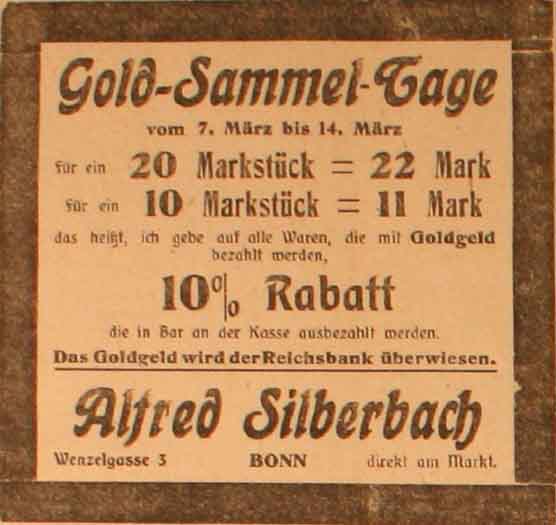 Gold-Sammel-Tage
vom 7. März bis 14. März
für ein 20 Markstück = 22 Mark
für ein 10 Markstück = 11 Mark
das heißt, ich gebe auf alle Waren, die mit Goldgeld
bezahlt werden,
10% Rabatt
die in Bar an der Kasse ausbezahlt werden.
Das Goldgeld wird der Reichsbank überwiesen.
Alfred Silberbach
Wenzelgasse 3 BONN direkt am Markt.